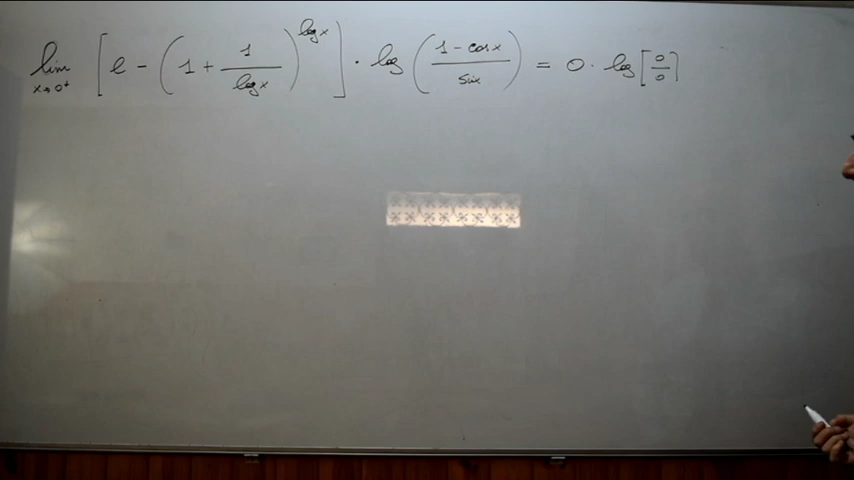 lim x→0⁺ [e - (1 + 1/log x)^(log x)] · log((1 - cos x)/(sin x)) = 0 · log[0/0]